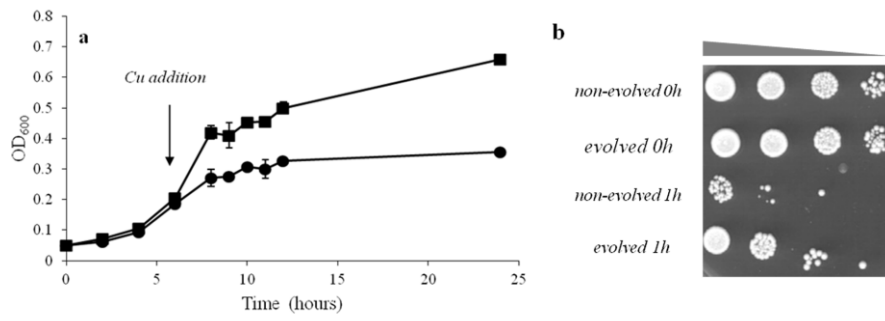 a
Cu addition
OD600
0.8
0.7
0.6
0.5
0.4
0.3
0.2
0.1
0
0 5 10 15 20 25
Time (hours)
b
non-evolved 0h
evolved 0h
non-evolved 1h
evolved 1h